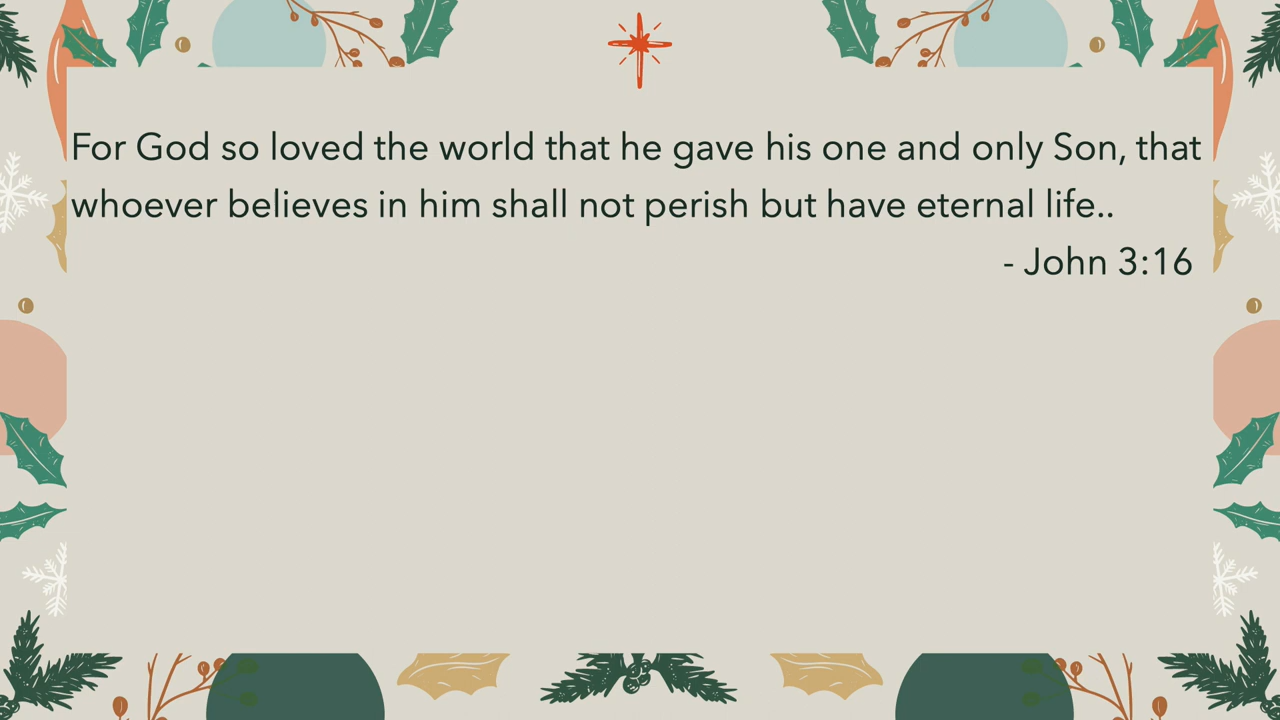 For God so loved the world that he gave his one and only Son, that
whoever believes in him shall not perish but have eternal life..
- John 3:16